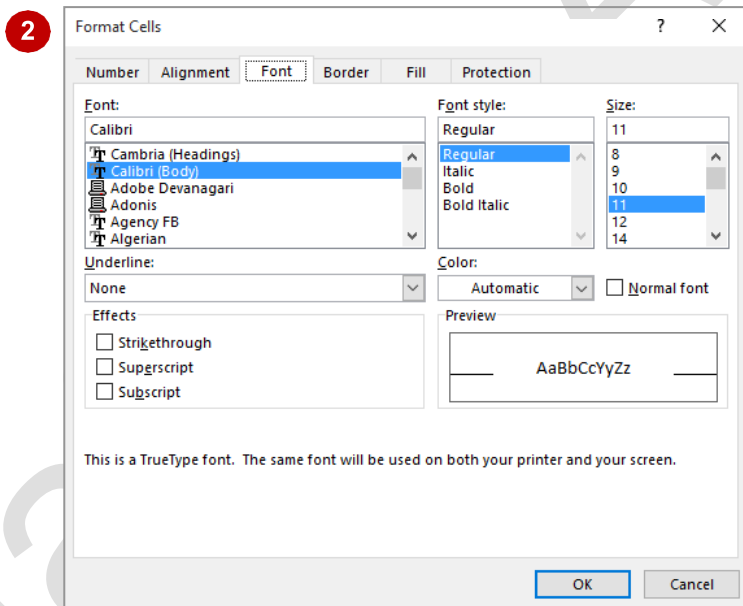 2
Format Cells ?
Number Alignment Font Border Fill Protection
Font: Font style: Size:
Calibri Regular 11
Cambria (Headings) Regular 8
Calibri (Body) Italic 9
Adobe Devanagari Bold 10
Adonis Bold Italic 11
Agency FB 12
Algerian 14
Underline: Color:
None Automatic Normal font
Effects Preview
Strikethrough
Superscript AaBbCcYyZz
Subscript
This is a TrueType font. The same font will be used on both your printer and your screen.
OK Cancel